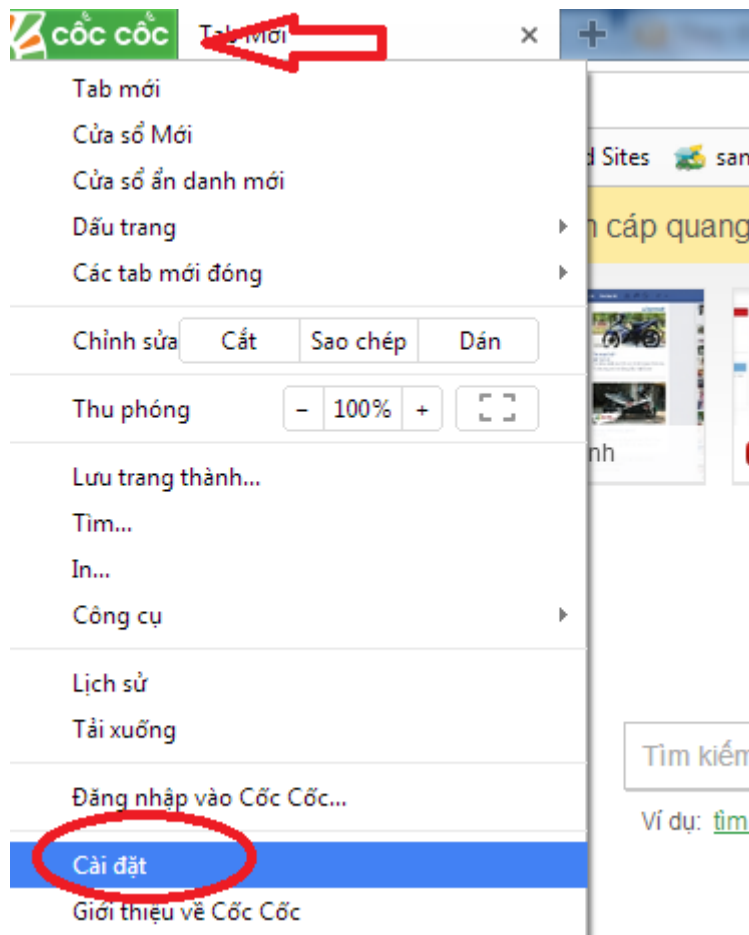 cốc cốc Tab Mới
Tab mới
Cửa sổ Mới
Cửa sổ ẩn danh mới
Dấu trang
Các tab mới đóng
Chỉnh sửa Cắt Sao chép Dán
Thu phóng - 100% +
Lưu trang thành...
Tìm...
In...
Công cụ
Lịch sử
Tải xuống
Đăng nhập vào Cốc Cốc...
Cài đặt
Giới thiệu về Cốc Cốc
Sites san
cáp quang
nh
Tìm kiếm
Ví dụ: tìm